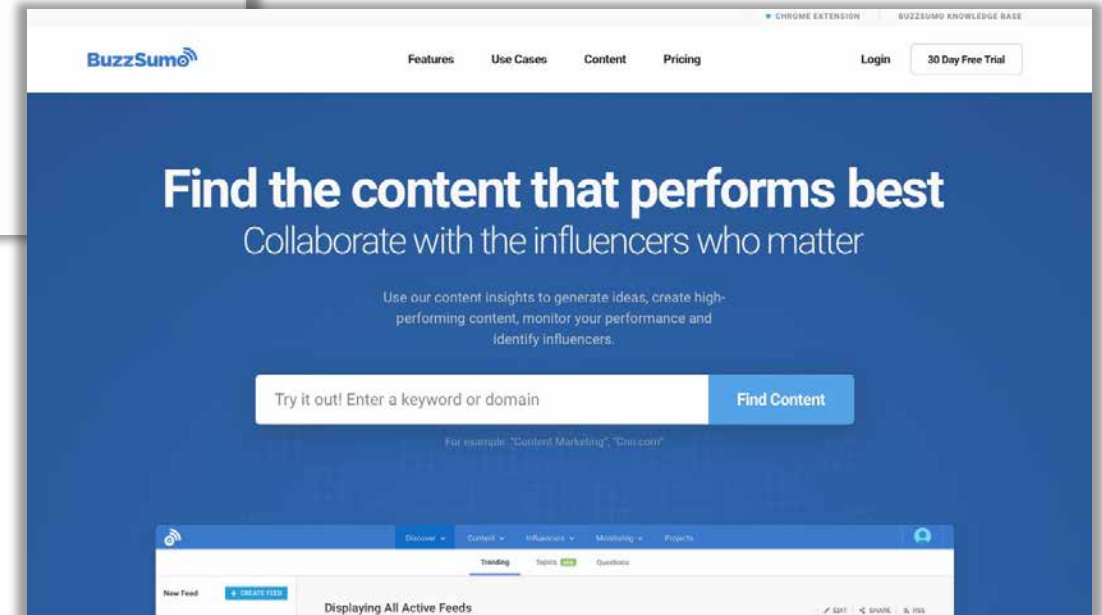 CHROME EXTENSION BUZZSUMO KNOWLEDGE BASE
BuzzSumo Features Use Cases Content Pricing Login 30 Day Free Trial
Find the content that performs best
Collaborate with the influencers who matter
Use our content insights to generate ideas, create high-
performing content, monitor your performance and
identify influencers.
Try it out! Enter a keyword or domain Find Content
For example: "Content Marketing", "Cnn.com"
Discover Content Influencers Monitoring Projects
Trending Topics NEW Questions
New Feed + CREATE FEED
Displaying All Active Feeds EDIT SHARE RSS